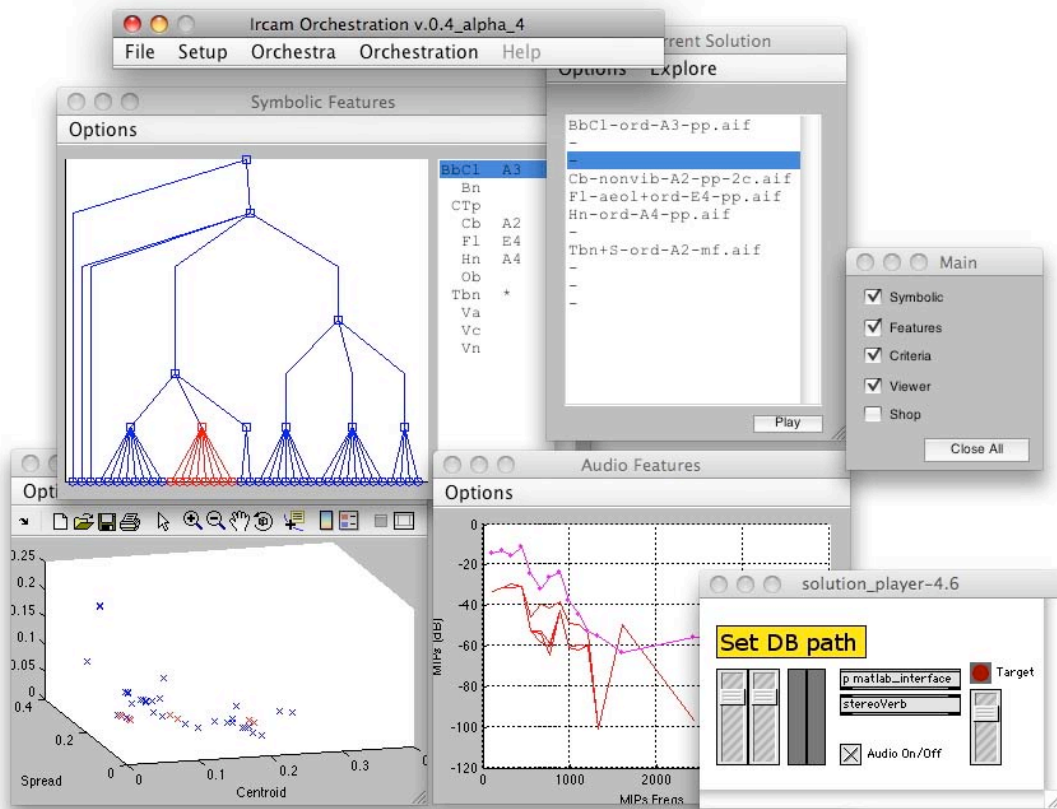 Ircam Orchestration v.0.4_alpha_4
File Setup Orchestra Orchestration Help
rrent Solution
Options Explore
BbCl-ord-A3-pp.aif
-
-
Cb-nonvib-A2-pp-2c.aif
Fl-aeol+ord-E4-pp.aif
Hn-ord-A4-pp.aif
-
Tbn+S-ord-A2-mf.aif
-
-
-
Play
Symbolic Features
Options
BbCl A3
Bn
CTp
Cb A2
Fl E4
Hn A4
Ob
Tbn *
Va
Vc
Vn
Main
Symbolic
Features
Criteria
Viewer
Shop
Close All
Opti
0.25
0.2
0.15
0.1
0.05
0
0.4
0.2
0
0
0.1
0.2
0.3
0.
Spread
Centroid
Audio Features
Options
0
-20
-40
-60
-80
-100
-120
MIPs [dB]
0
1000
2000
MIPs Freqs
solution_player-4.6
Set DB path
p matlab_interface
stereoVerb
Target
Audio On/Off